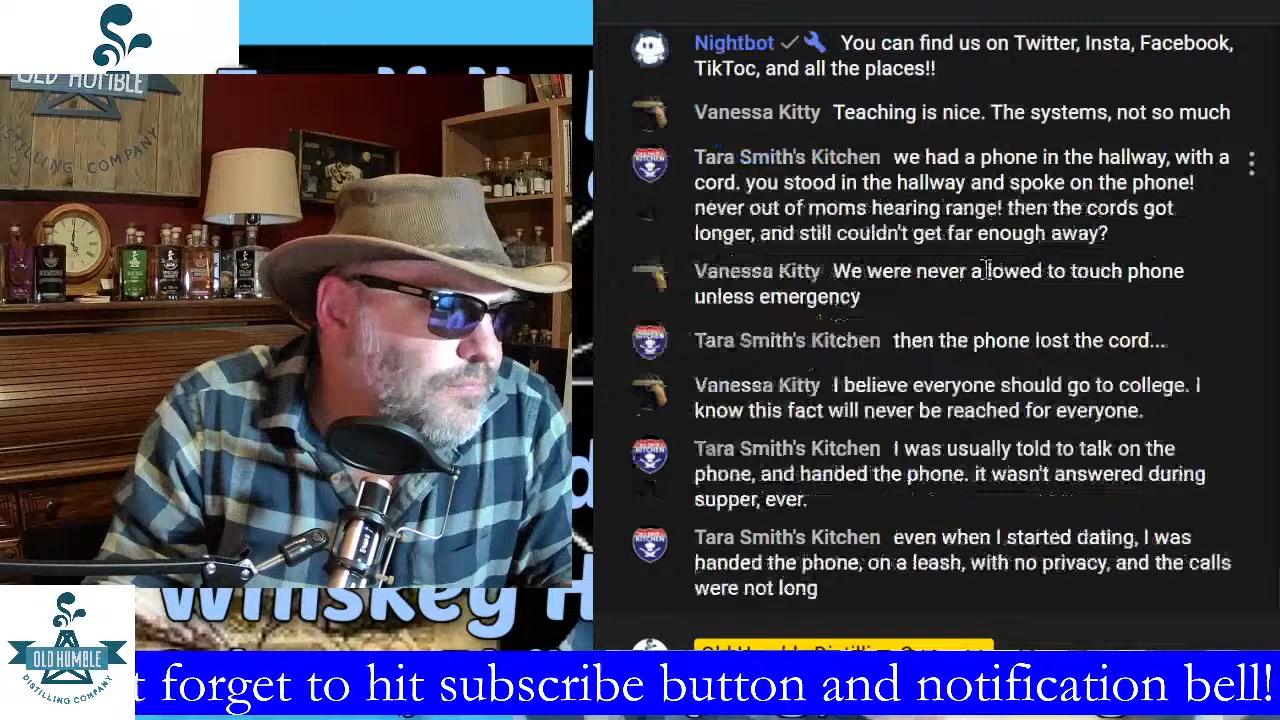 OLD HUMBLE
DISTILLING COMPANY
Nightbot You can find us on Twitter, Insta, Facebook,
TikToc, and all the places!!
Vanessa Kitty Teaching is nice. The systems, not so much
Tara Smith's Kitchen we had a phone in the hallway, with a
cord. you stood in the hallway and spoke on the phone!
never out of moms hearing range! then the cords got
longer, and still couldn't get far enough away?
Vanessa Kitty We were never allowed to touch phone
unless emergency
Tara Smith's Kitchen then the phone lost the cord...
Vanessa Kitty I believe everyone should go to college. I
know this fact will never be reached for everyone.
Tara Smith's Kitchen I was usually told to talk on the
phone, and handed the phone. it wasn't answered during
supper, ever.
Tara Smith's Kitchen even when I started dating, I was
handed the phone, on a leash, with no privacy, and the calls
were not long
Whiskey H
OLD HUMBLE
DISTILLING COMPANY
t forget to hit subscribe button and notification bell!